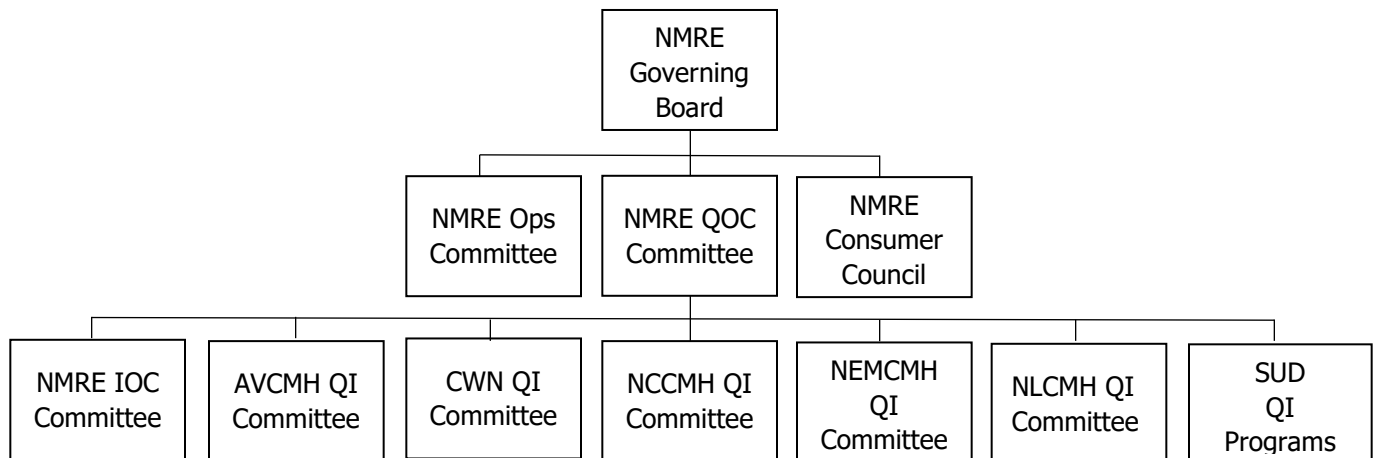 NMRE
Governing
Board
NMRE Ops
Committee
NMRE QOC
Committee
NMRE
Consumer
Council
NMRE IOC
Committee
AVCMH QI
Committee
CWN QI
Committee
NCCMH QI
Committee
NEMCMH
QI
Committee
NLCMH QI
Committee
SUD
QI
Programs